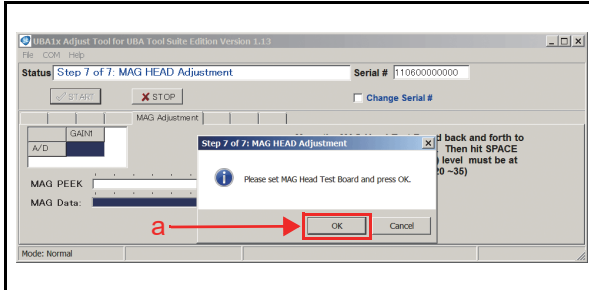 UBA1x Adjust Tool for UBA Tool Suite Edition Version 1.13
File COM Help
Status Step 7 of 7: MAG HEAD Adjustment Serial # 110600000000
START STOP Change Serial #
MAG Adjustment
GAIN1
A/D
d back and forth to
Then hit SPACE
) level must be at
20 ~35)
Step 7 of 7: MAG HEAD Adjustment
Please set MAG Head Test Board and press OK.
MAG PEEK
MAG Data:
a
OK Cancel
Mode: Normal